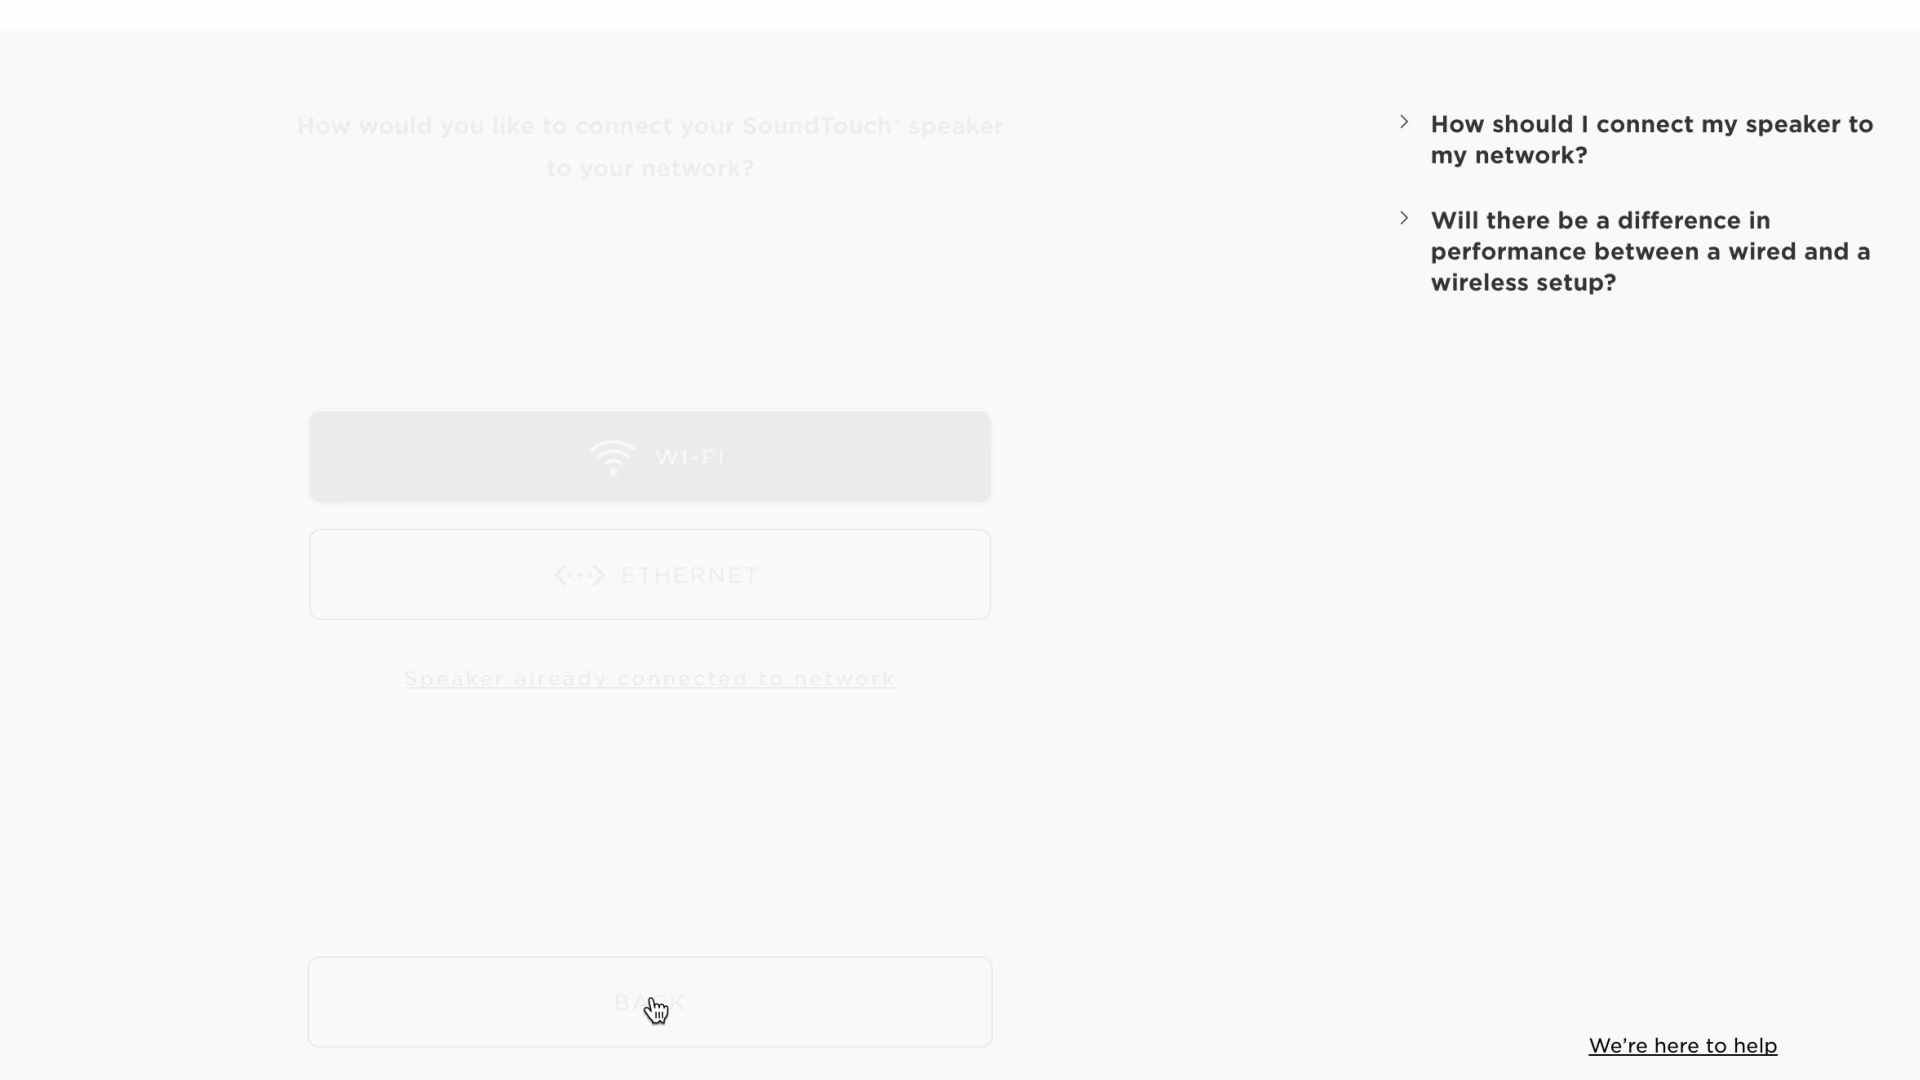 How would you like to connect your SoundTouch® speaker
to your network?
WI-FI
ETHERNET
Speaker already connected to network
BACK
How should I connect my speaker to
my network?
Will there be a difference in
performance between a wired and a
wireless setup?
We're here to help